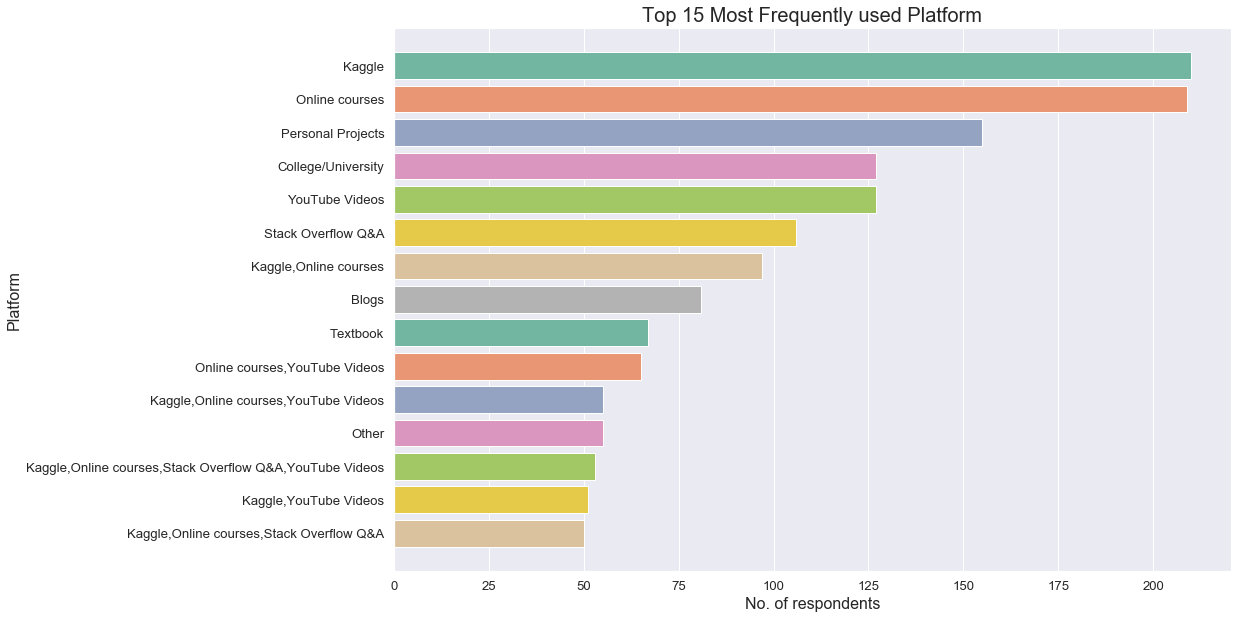 Top 15 Most Frequently used Platform
Platform
Kaggle
Online courses
Personal Projects
College/University
YouTube Videos
Stack Overflow Q&A
Kaggle,Online courses
Blogs
Textbook
Online courses,YouTube Videos
Kaggle,Online courses,YouTube Videos
Other
Kaggle,Online courses,Stack Overflow Q&A,YouTube Videos
Kaggle,YouTube Videos
Kaggle,Online courses,Stack Overflow Q&A
0 25 50 75 100 125 150 175 200
No. of respondents